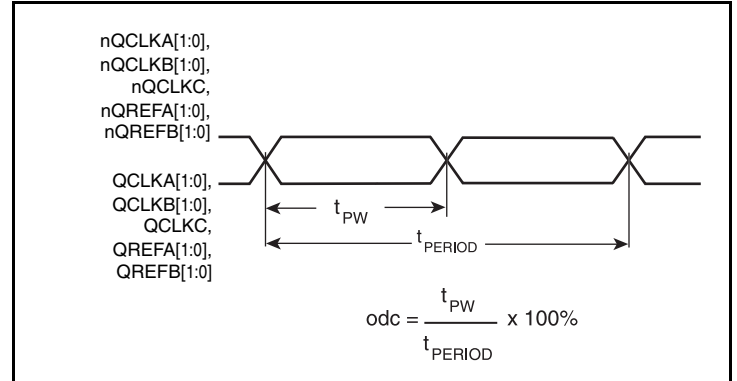 nQCLKA[1:0],
nQCLKB[1:0],
nQCLKC,
nQREFA[1:0],
nQREFB[1:0]
QCLKA[1:0],
QCLKB[1:0],
QCLKC,
QREFA[1:0],
QREFB[1:0]
tPW
tPERIOD
odc = tPW / tPERIOD x 100%